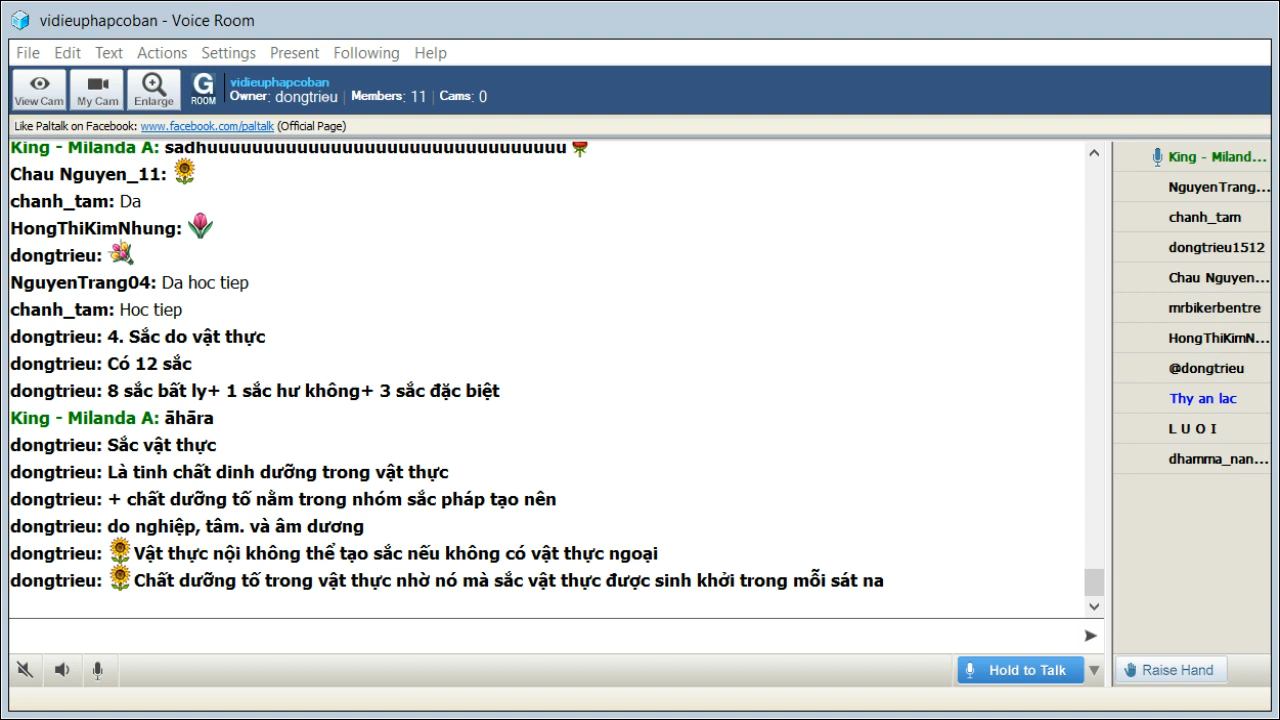 vidieuphapcoban - Voice Room
File Edit Text Actions Settings Present Following Help
View Cam
My Cam
Enlarge
G ROOM
vidieuphapcoban
Owner: dongtrieu | Members: 11 | Cams: 0
Like Paltalk on Facebook: www.facebook.com/paltalk (Official Page)
King - Milanda A: sadhuuuuuuuuuuuuuuuuuuuuuuuuuuuuuuuu
Chau Nguyen_11:
chanh_tam: Da
HongThiKimNhung:
dongtrieu:
NguyenTrang04: Da hoc tiep
chanh_tam: Hoc tiep
dongtrieu: 4. Sắc do vật thực
dongtrieu: Có 12 sắc
dongtrieu: 8 sắc bất ly+ 1 sắc hư không+ 3 sắc đặc biệt
King - Milanda A: āhāra
dongtrieu: Sắc vật thực
dongtrieu: Là tinh chất dinh dưỡng trong vật thực
dongtrieu: + chất dưỡng tố nằm trong nhóm sắc pháp tạo nên
dongtrieu: do nghiệp, tâm. và âm dương
dongtrieu: Vật thực nội không thể tạo sắc nếu không có vật thực ngoại
dongtrieu: Chất dưỡng tố trong vật thực nhờ nó mà sắc vật thực được sinh khởi trong mỗi sát na
King - Miland...
NguyenTrang...
chanh_tam
dongtrieu1512
Chau Nguyen...
mrbikerbentre
HongThiKimN...
@dongtrieu
Thy an lac
L U O I
dhamma_nan...
Hold to Talk
Raise Hand